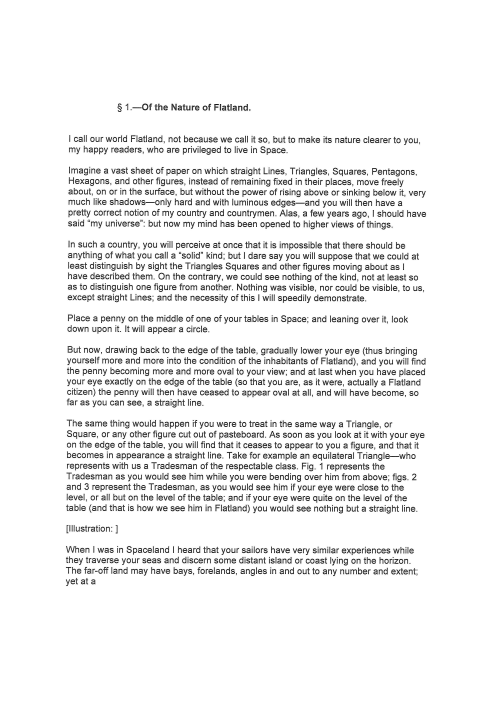 § 1.—Of the Nature of Flatland.
I call our world Flatland, not because we call it so, but to make its nature clearer to you,
my happy readers, who are privileged to live in Space.
Imagine a vast sheet of paper on which straight Lines, Triangles, Squares, Pentagons,
Hexagons, and other figures, instead of remaining fixed in their places, move freely
about, on or in the surface, but without the power of rising above or sinking below it, very
much like shadows—only hard and with luminous edges—and you will then have a
pretty correct notion of my country and countrymen. Alas, a few years ago, I should have
said “my universe”: but now my mind has been opened to higher views of things.
In such a country, you will perceive at once that it is impossible that there should be
anything of what you call a “solid” kind; but I dare say you will suppose that we could at
least distinguish by sight the Triangles Squares and other figures moving about as I
have described them. On the contrary, we could see nothing of the kind, not at least so
as to distinguish one figure from another. Nothing was visible, nor could be visible, to us,
except straight Lines; and the necessity of this I will speedily demonstrate.
Place a penny on the middle of one of your tables in Space; and leaning over it, look
down upon it. It will appear a circle.
But now, drawing back to the edge of the table, gradually lower your eye (thus bringing
yourself more and more into the condition of the inhabitants of Flatland), and you will find
the penny becoming more and more oval to your view; and at last when you have placed
your eye exactly on the edge of the table (so that you are, as it were, actually a Flatland
citizen) the penny will then have ceased to appear oval at all, and will have become, so
far as you can see, a straight line.
The same thing would happen if you were to treat in the same way a Triangle, or
Square, or any other figure cut out of pasteboard. As soon as you look at it with your eye
on the edge of the table, you will find that it ceases to appear to you a figure, and that it
becomes in appearance a straight line. Take for example an equilateral Triangle—who
represents with us a Tradesman of the respectable class. Fig. 1 represents the
Tradesman as you would see him while you were bending over him from above; figs. 2
and 3 represent the Tradesman, as you would see him if your eye were close to the
level, or all but on the level of the table; and if your eye were quite on the level of the
table (and that is how we see him in Flatland) you would see nothing but a straight line.
[Illustration: ]
When I was in Spaceland I heard that your sailors have very similar experiences while
they traverse your seas and discern some distant island or coast lying on the horizon.
The far-off land may have bays, forelands, angles in and out to any number and extent;
yet at a